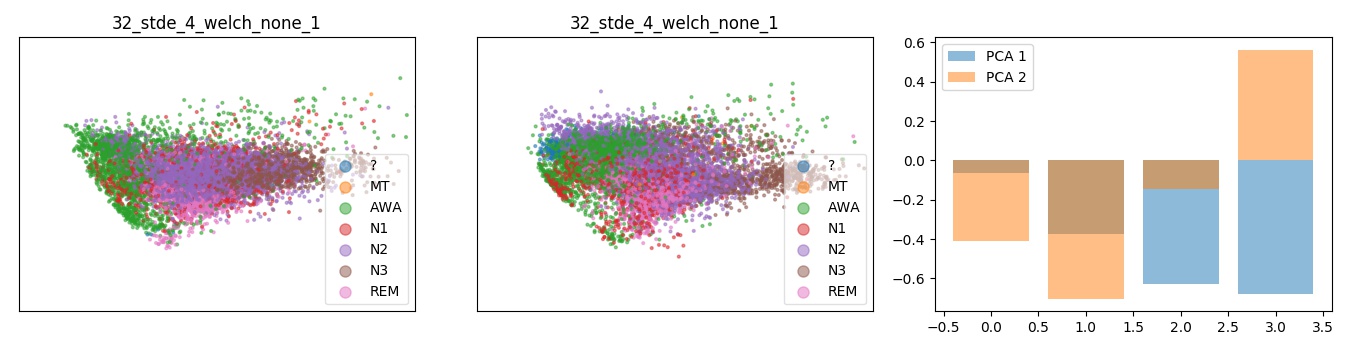 32_stde_4_welch_none_1
?
MT
AWA
N1
N2
N3
REM
32_stde_4_welch_none_1
?
MT
AWA
N1
N2
N3
REM
PCA 1
PCA 2
0.6
0.4
0.2
0.0
−0.2
−0.4
−0.6
−0.5 0.0 0.5 1.0 1.5 2.0 2.5 3.0 3.5